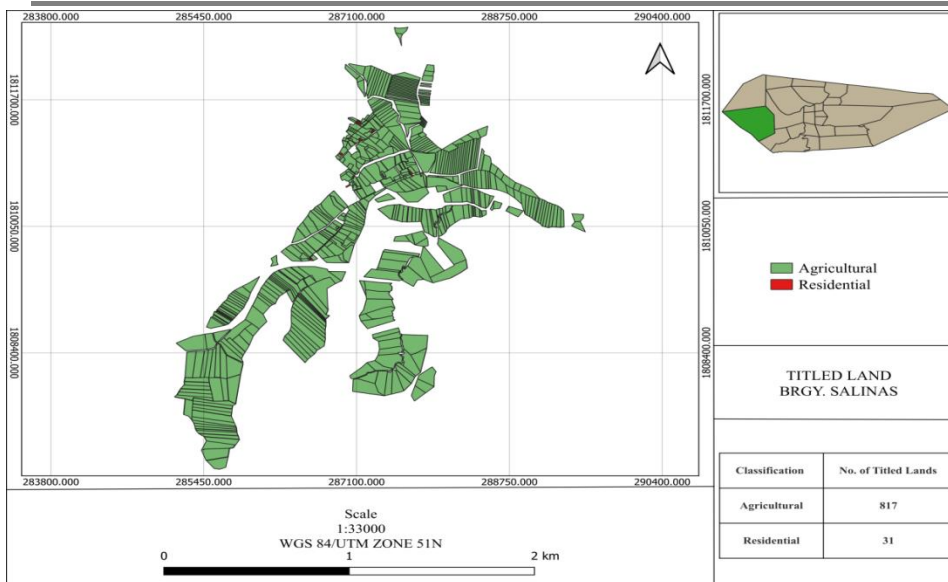 283800.000 285450.000 287100.000 288750.000 290400.000
1811700.000
1810050.000
1808400.000
1811700.000
1810050.000
1808400.000
283800.000 285450.000 287100.000 288750.000 290400.000
Scale
1:33000
WGS 84/UTM ZONE 51N
0 1 2 km
Agricultural
Residential
TITLED LAND
BRGY. SALINAS
Classification No. of Titled Lands
Agricultural 817
Residential 31